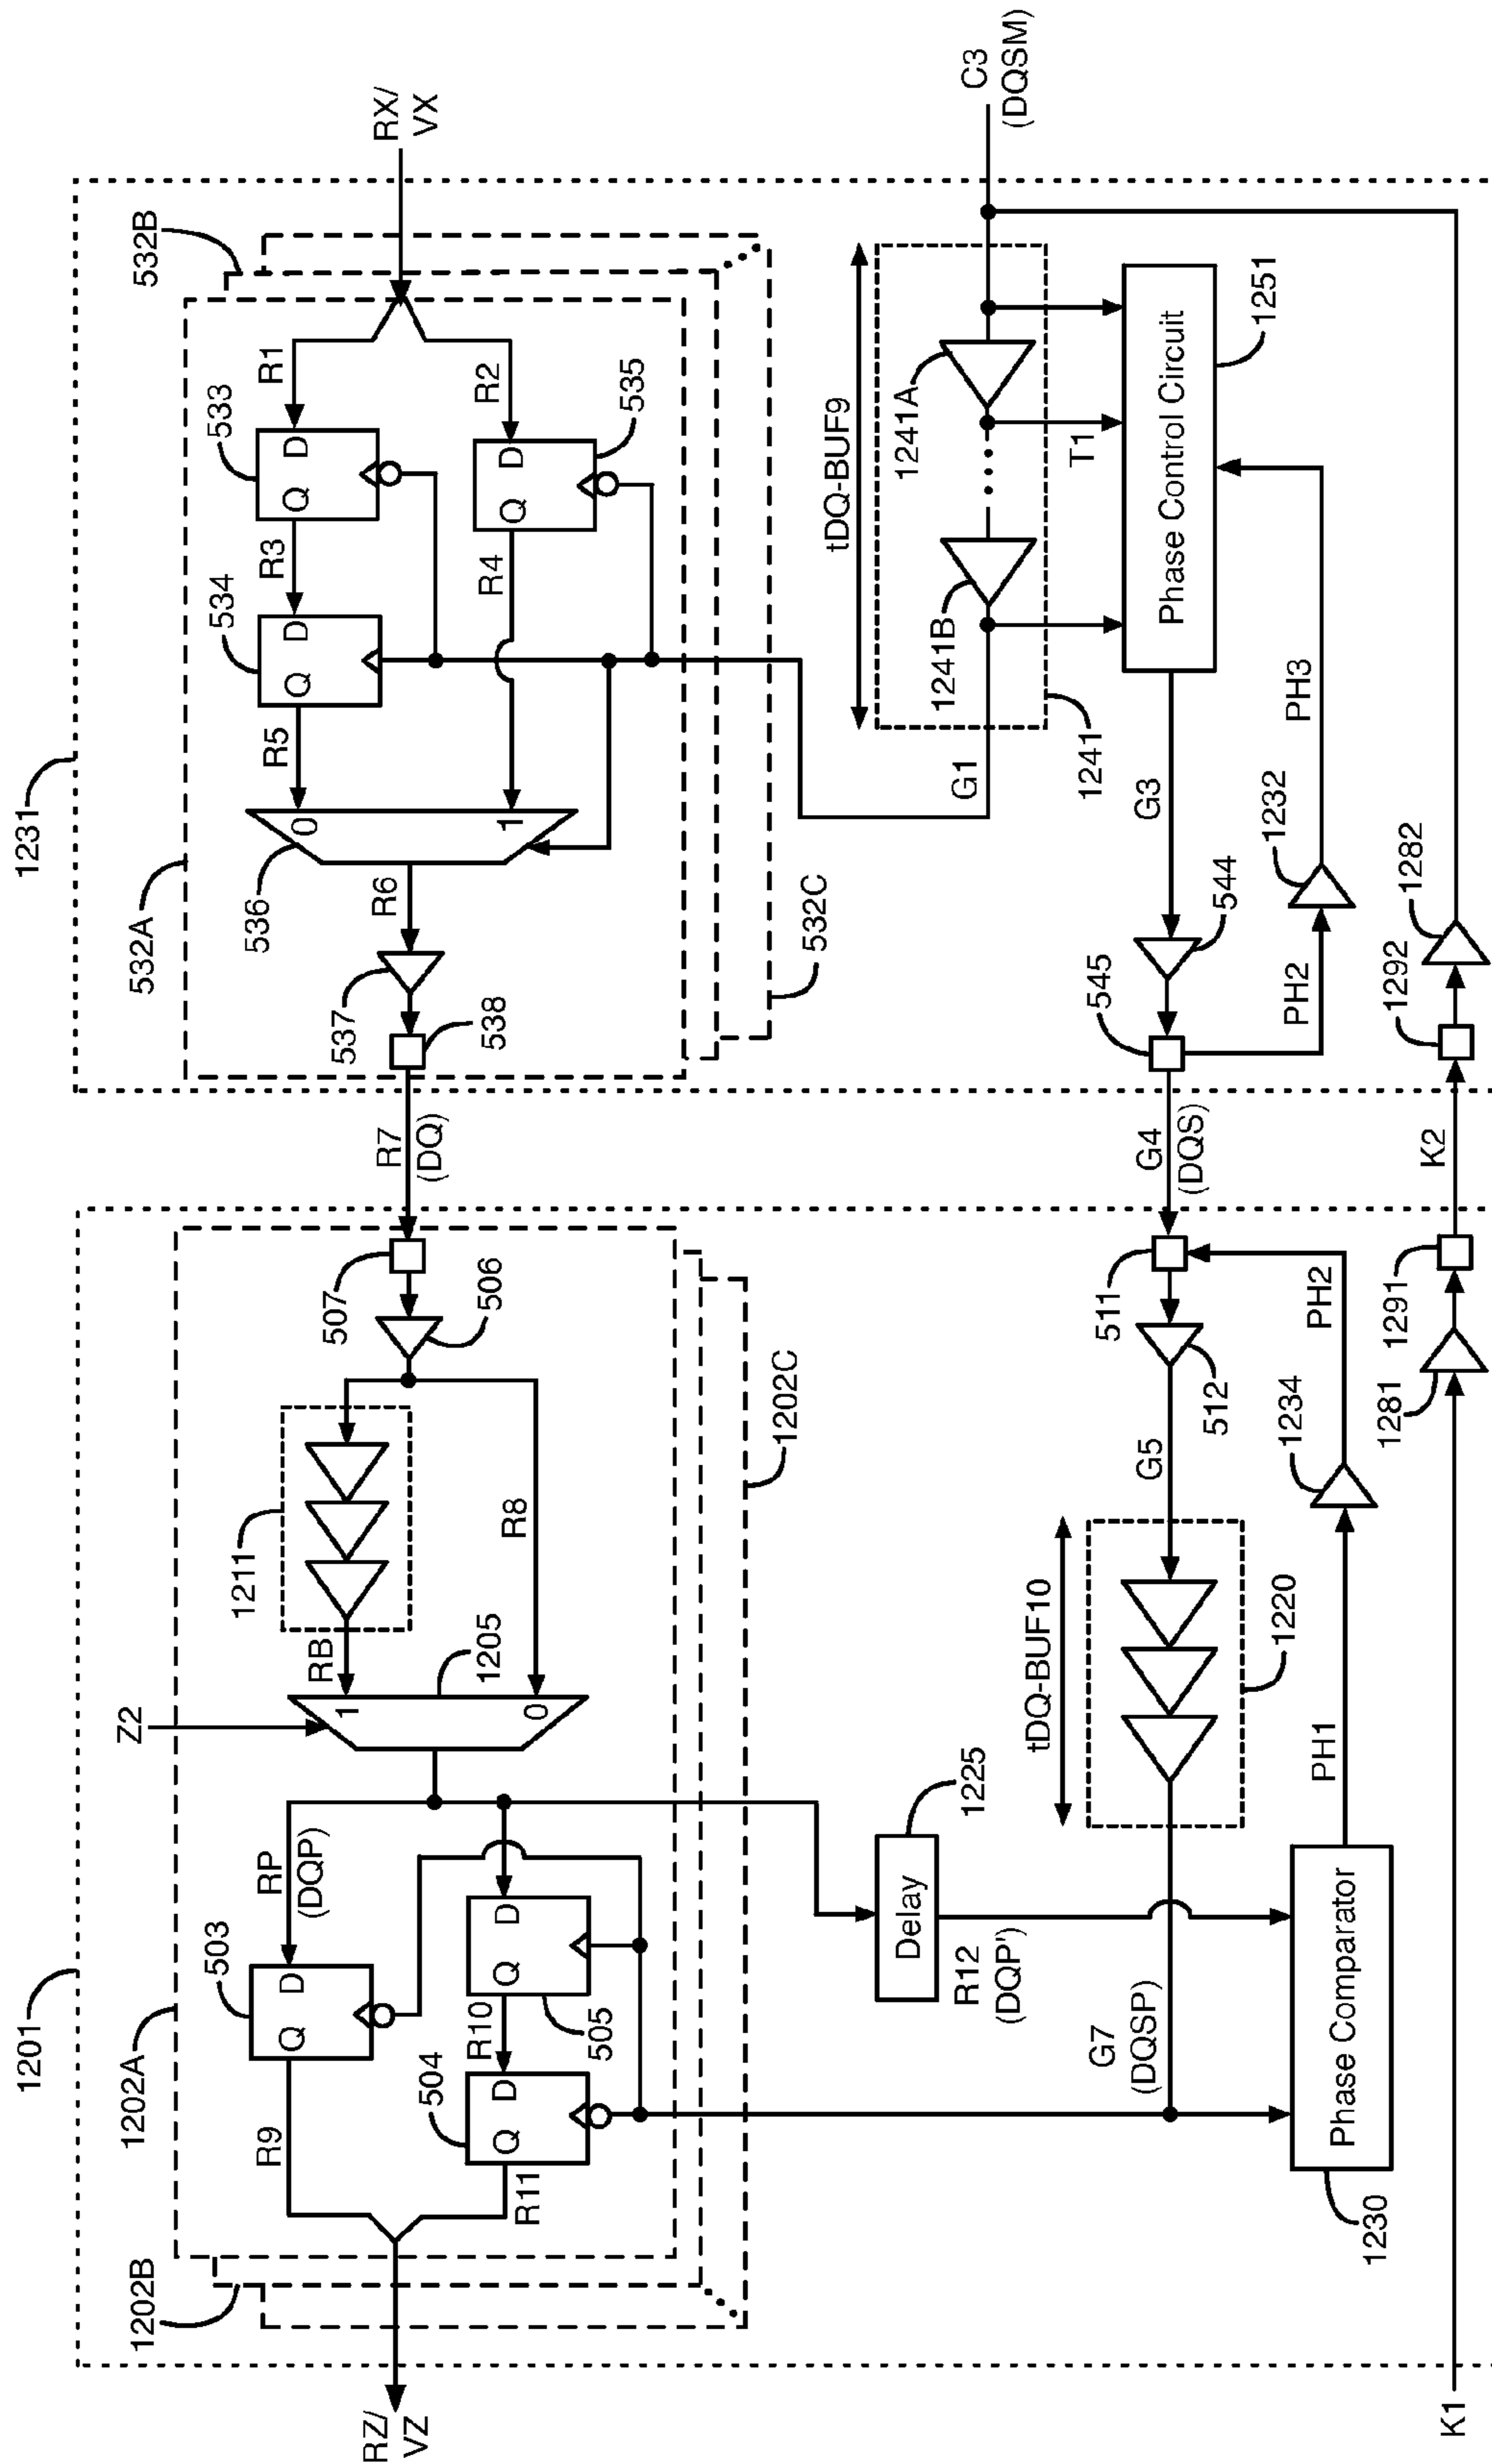 1201
1202A
1202B
RZ/
VZ
R9
503
Q
D
RP
(DQP)
Z2
1205
1
0
RB
1211
R8
506
507
504
R11
Q
D
R10
505
Q
D
1202C
1225
Delay
R12
(DQP')
G7
(DQSP)
tDQ-BUF10
1220
G5
512
511
1230
Phase Comparator
PH1
1234
PH2
K1
1281
1291
R7
(DQ)
G4
(DQS)
K2
1231
532A
532B
537
538
R6
536
0
1
R5
534
Q
D
R3
533
Q
D
R1
RX/
VX
R4
Q
D
535
R2
532C
G1
tDQ-BUF9
1241B
1241A
1241
T1
C3
(DQSM)
Phase Control Circuit
1251
G3
544
545
PH2
1232
PH3
1292
1282